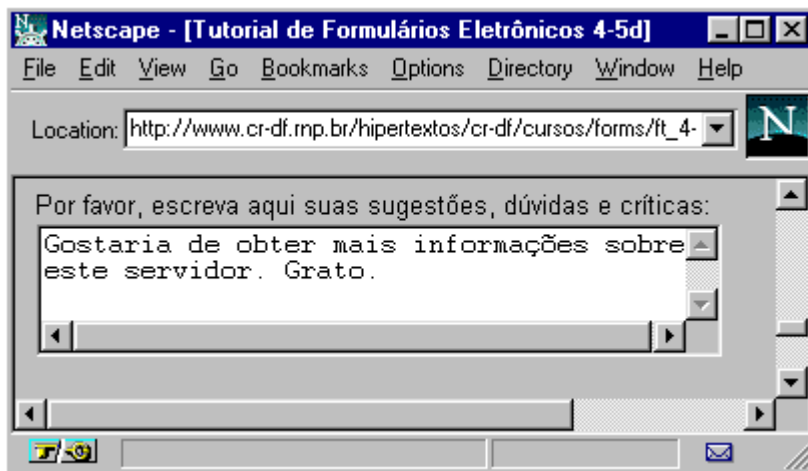 Netscape - [Tutorial de Formulários Eletrônicos 4-5d]
File Edit View Go Bookmarks Options Directory Window Help
Location: http://www.cr-df.rnp.br/hipertextos/cr-df/cursos/forms/ft_4- N
Por favor, escreva aqui suas sugestões, dúvidas e críticas:
Gostaria de obter mais informações sobre
este servidor. Grato.